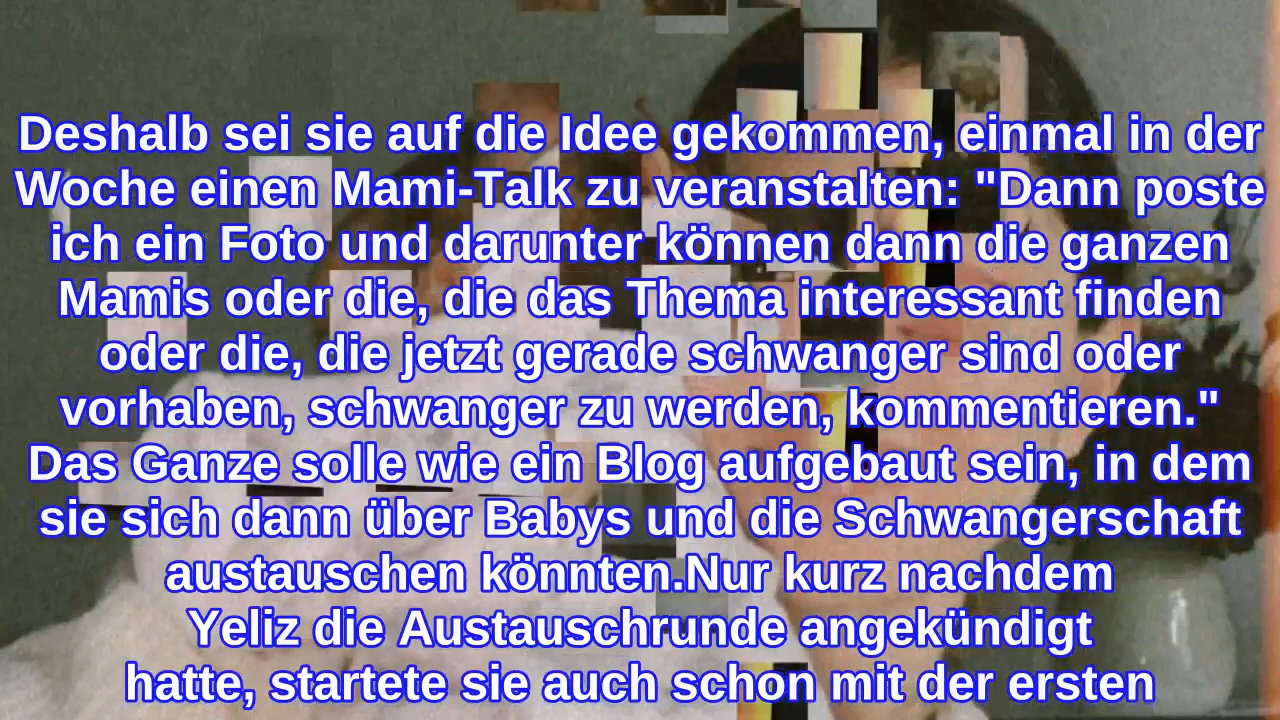 Deshalb sei sie auf die Idee gekommen, einmal in der
Woche einen Mami-Talk zu veranstalten: "Dann poste
ich ein Foto und darunter können dann die ganzen
Mamis oder die, die das Thema interessant finden
oder die, die jetzt gerade schwanger sind oder
vorhaben, schwanger zu werden, kommentieren."
Das Ganze solle wie ein Blog aufgebaut sein, in dem
sie sich dann über Babys und die Schwangerschaft
austauschen könnten.Nur kurz nachdem
Yeliz die Austauschrunde angekündigt
hatte, startete sie auch schon mit der ersten